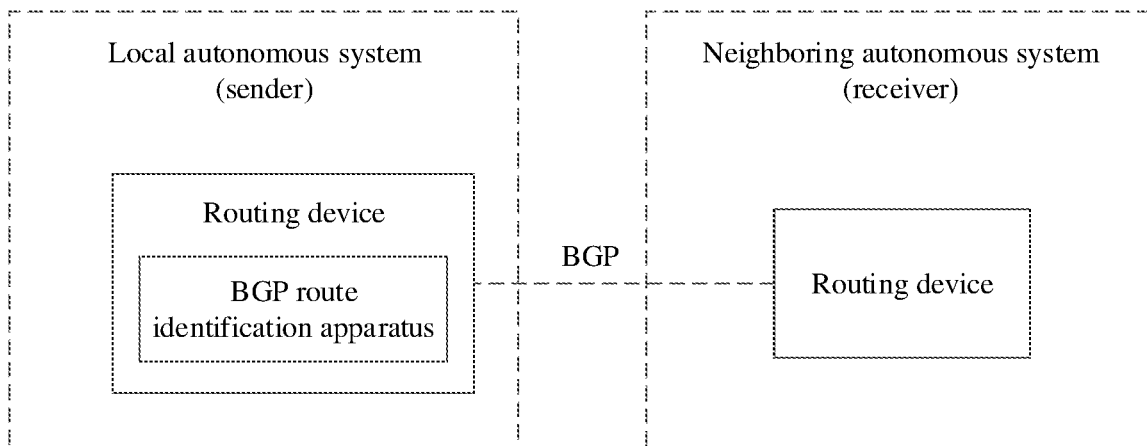 Local autonomous system
(sender)
Neighboring autonomous system
(receiver)
Routing device
BGP route
identification apparatus
BGP
Routing device